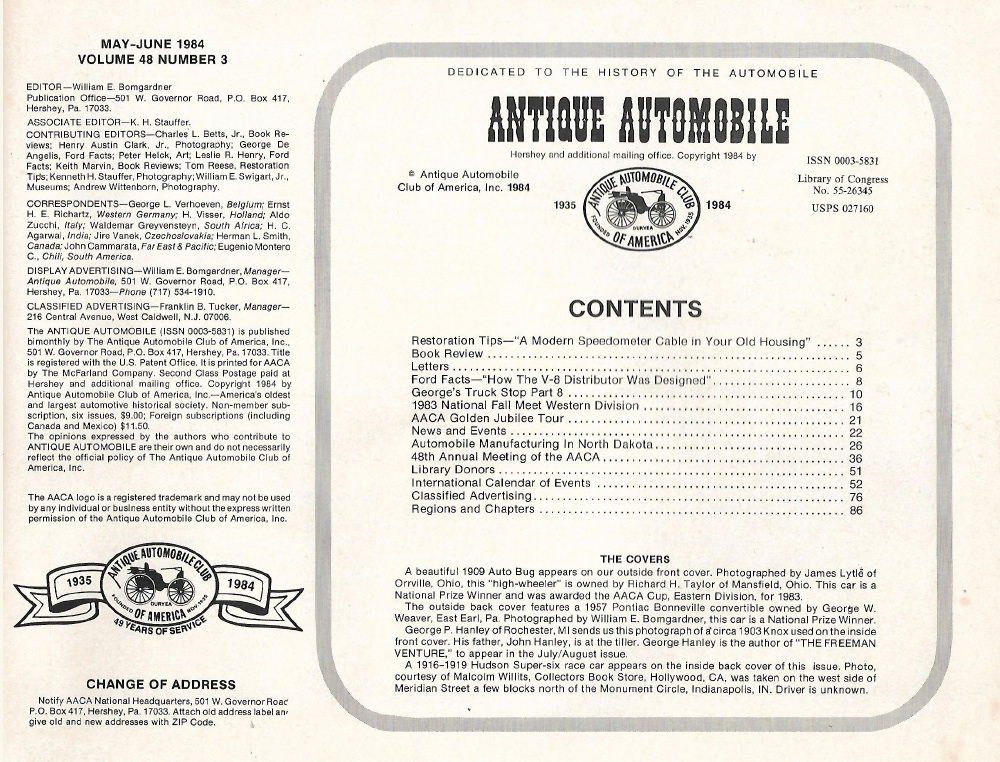 MAY–JUNE 1984
VOLUME 48 NUMBER 3
EDITOR—William E. Bomgardner
Publication Office—501 W. Governor Road, P.O. Box 417,
Hershey, Pa. 17033.
ASSOCIATE EDITOR—K. H. Stauffer.
CONTRIBUTING EDITORS—Charles L. Betts, Jr., Book Re-
views; Henry Austin Clark, Jr., Photography; George De
Angelis, Ford Facts; Peter Helck, Art; Leslie R. Henry, Ford
Facts; Keith Marvin, Book Reviews; Tom Reese, Restoration
Tips; Kenneth H. Stauffer, Photography; William E. Swigart, Jr.,
Museums; Andrew Wittenborn, Photography.
CORRESPONDENTS—George L. Verhoeven, Belgium; Ernst
H. E. Richartz, Western Germany; H. Visser, Holland; Aldo
Zucchi, Italy; Waldemar Greyvensteyn, South Africa; H. C.
Agarwal, India; Jire Vanek, Czechoslovakia; Herman L. Smith,
Canada; John Cammarata, Far East & Pacific; Eugenio Montero
C., Chili, South America.
DISPLAY ADVERTISING—William E. Bomgardner, Manager—
Antique Automobile, 501 W. Governor Road, P.O. Box 417,
Hershey, Pa. 17033—Phone (717) 534-1910.
CLASSIFIED ADVERTISING—Franklin B. Tucker, Manager—
216 Central Avenue, West Caldwell, N.J. 07006.
The ANTIQUE AUTOMOBILE (ISSN 0003-5831) is published
bimonthly by The Antique Automobile Club of America, Inc.,
501 W. Governor Road, P.O. Box 417, Hershey, Pa. 17033. Title
is registered with the U.S. Patent Office. It is printed for AACA
by The McFarland Company. Second Class Postage paid at
Hershey and additional mailing office. Copyright 1984 by
Antique Automobile Club of America, Inc.—America's oldest
and largest automotive historical society. Non-member sub-
scription, six issues, $9.00; Foreign subscriptions (including
Canada and Mexico) $11.50.
The opinions expressed by the authors who contribute to
ANTIQUE AUTOMOBILE are their own and do not necessarily
reflect the official policy of The Antique Automobile Club of
America, Inc.
The AACA logo is a registered trademark and may not be used
by any individual or business entity without the express written
permission of the Antique Automobile Club of America, Inc.
1935 ANTIQUE AUTOMOBILE CLUB 1984
DURYEA
FOUNDED OF AMERICA NOV. 1935
49 YEARS OF SERVICE
CHANGE OF ADDRESS
Notify AACA National Headquarters, 501 W. Governor Road
P.O. Box 417, Hershey, Pa. 17033. Attach old address label an
give old and new addresses with ZIP Code.
DEDICATED TO THE HISTORY OF THE AUTOMOBILE
ANTIQUE AUTOMOBILE
Hershey and additional mailing office. Copyright 1984 by
© Antique Automobile
Club of America, Inc. 1984
1935 ANTIQUE AUTOMOBILE CLUB 1984
DURYEA
FOUNDED OF AMERICA NOV. 1935
ISSN 0003-5831
Library of Congress
No. 55-26345
USPS 027160
CONTENTS
Restoration Tips—"A Modern Speedometer Cable in Your Old Housing" ...... 3
Book Review ...... 5
Letters ...... 6
Ford Facts—"How The V-8 Distributor Was Designed" ...... 8
George's Truck Stop Part 8 ...... 10
1983 National Fall Meet Western Division ...... 16
AACA Golden Jubilee Tour ...... 21
News and Events ...... 22
Automobile Manufacturing In North Dakota ...... 26
48th Annual Meeting of the AACA ...... 36
Library Donors ...... 51
International Calendar of Events ...... 52
Classified Advertising ...... 76
Regions and Chapters ...... 86
THE COVERS
A beautiful 1909 Auto Bug appears on our outside front cover. Photographed by James Lytle of
Orrville, Ohio, this "high-wheeler" is owned by Richard H. Taylor of Mansfield, Ohio. This car is a
National Prize Winner and was awarded the AACA Cup, Eastern Division, for 1983.
The outside back cover features a 1957 Pontiac Bonneville convertible owned by George W.
Weaver, East Earl, Pa. Photographed by William E. Bomgardner, this car is a National Prize Winner.
George P. Hanley of Rochester, MI sends us this photograph of a circa 1903 Knox used on the inside
front cover. His father, John Hanley, is at the tiller. George Hanley is the author of "THE FREEMAN
VENTURE," to appear in the July/August issue.
A 1916-1919 Hudson Super-six race car appears on the inside back cover of this issue. Photo,
courtesy of Malcolm Willits, Collectors Book Store, Hollywood, CA, was taken on the west side of
Meridian Street a few blocks north of the Monument Circle, Indianapolis, IN. Driver is unknown.